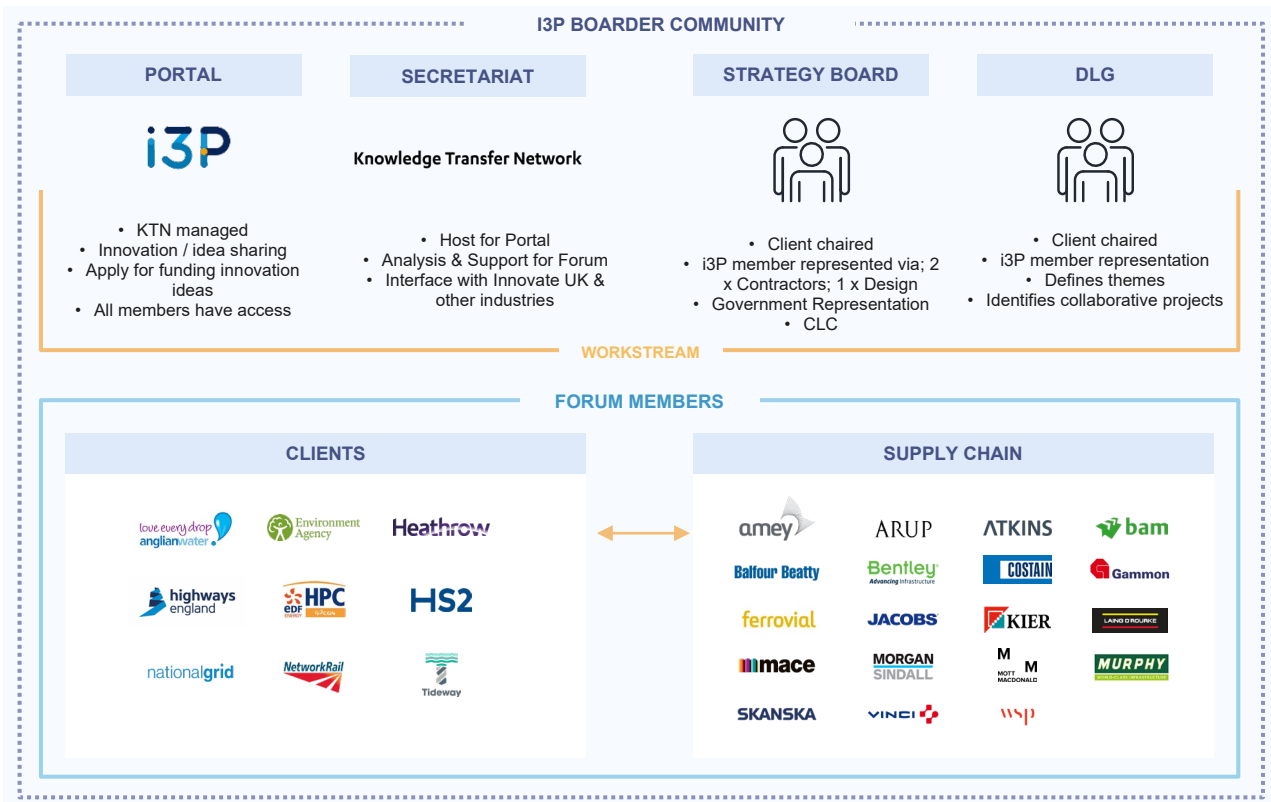 I3P BOARDER COMMUNITY
PORTAL
i3P
• KTN managed
• Innovation / idea sharing
• Apply for funding innovation
ideas
• All members have access
SECRETARIAT
Knowledge Transfer Network
• Host for Portal
• Analysis & Support for Forum
• Interface with Innovate UK &
other industries
STRATEGY BOARD
• Client chaired
• i3P member represented via; 2
x Contractors; 1 x Design
• Government Representation
• CLC
DLG
• Client chaired
• i3P member representation
• Defines themes
• Identifies collaborative projects
WORKSTREAM
FORUM MEMBERS
CLIENTS
love every drop
anglianwater
Environment
Agency
Heathrow
highways
england
edf
ENERGY
HPC
HS2
nationalgrid
NetworkRail
Tideway
SUPPLY CHAIN
amey
ARUP
ATKINS
bam
Balfour Beatty
Bentley
Advancing Infrastructure
COSTAIN
Gammon
ferrovial
JACOBS
KIER
LAING O'ROURKE
mace
MORGAN
SINDALL
M
M
MOTT
MACDONALD
MURPHY
WORLD-CLASS INFRASTRUCTURE
SKANSKA
VINCI
wsp